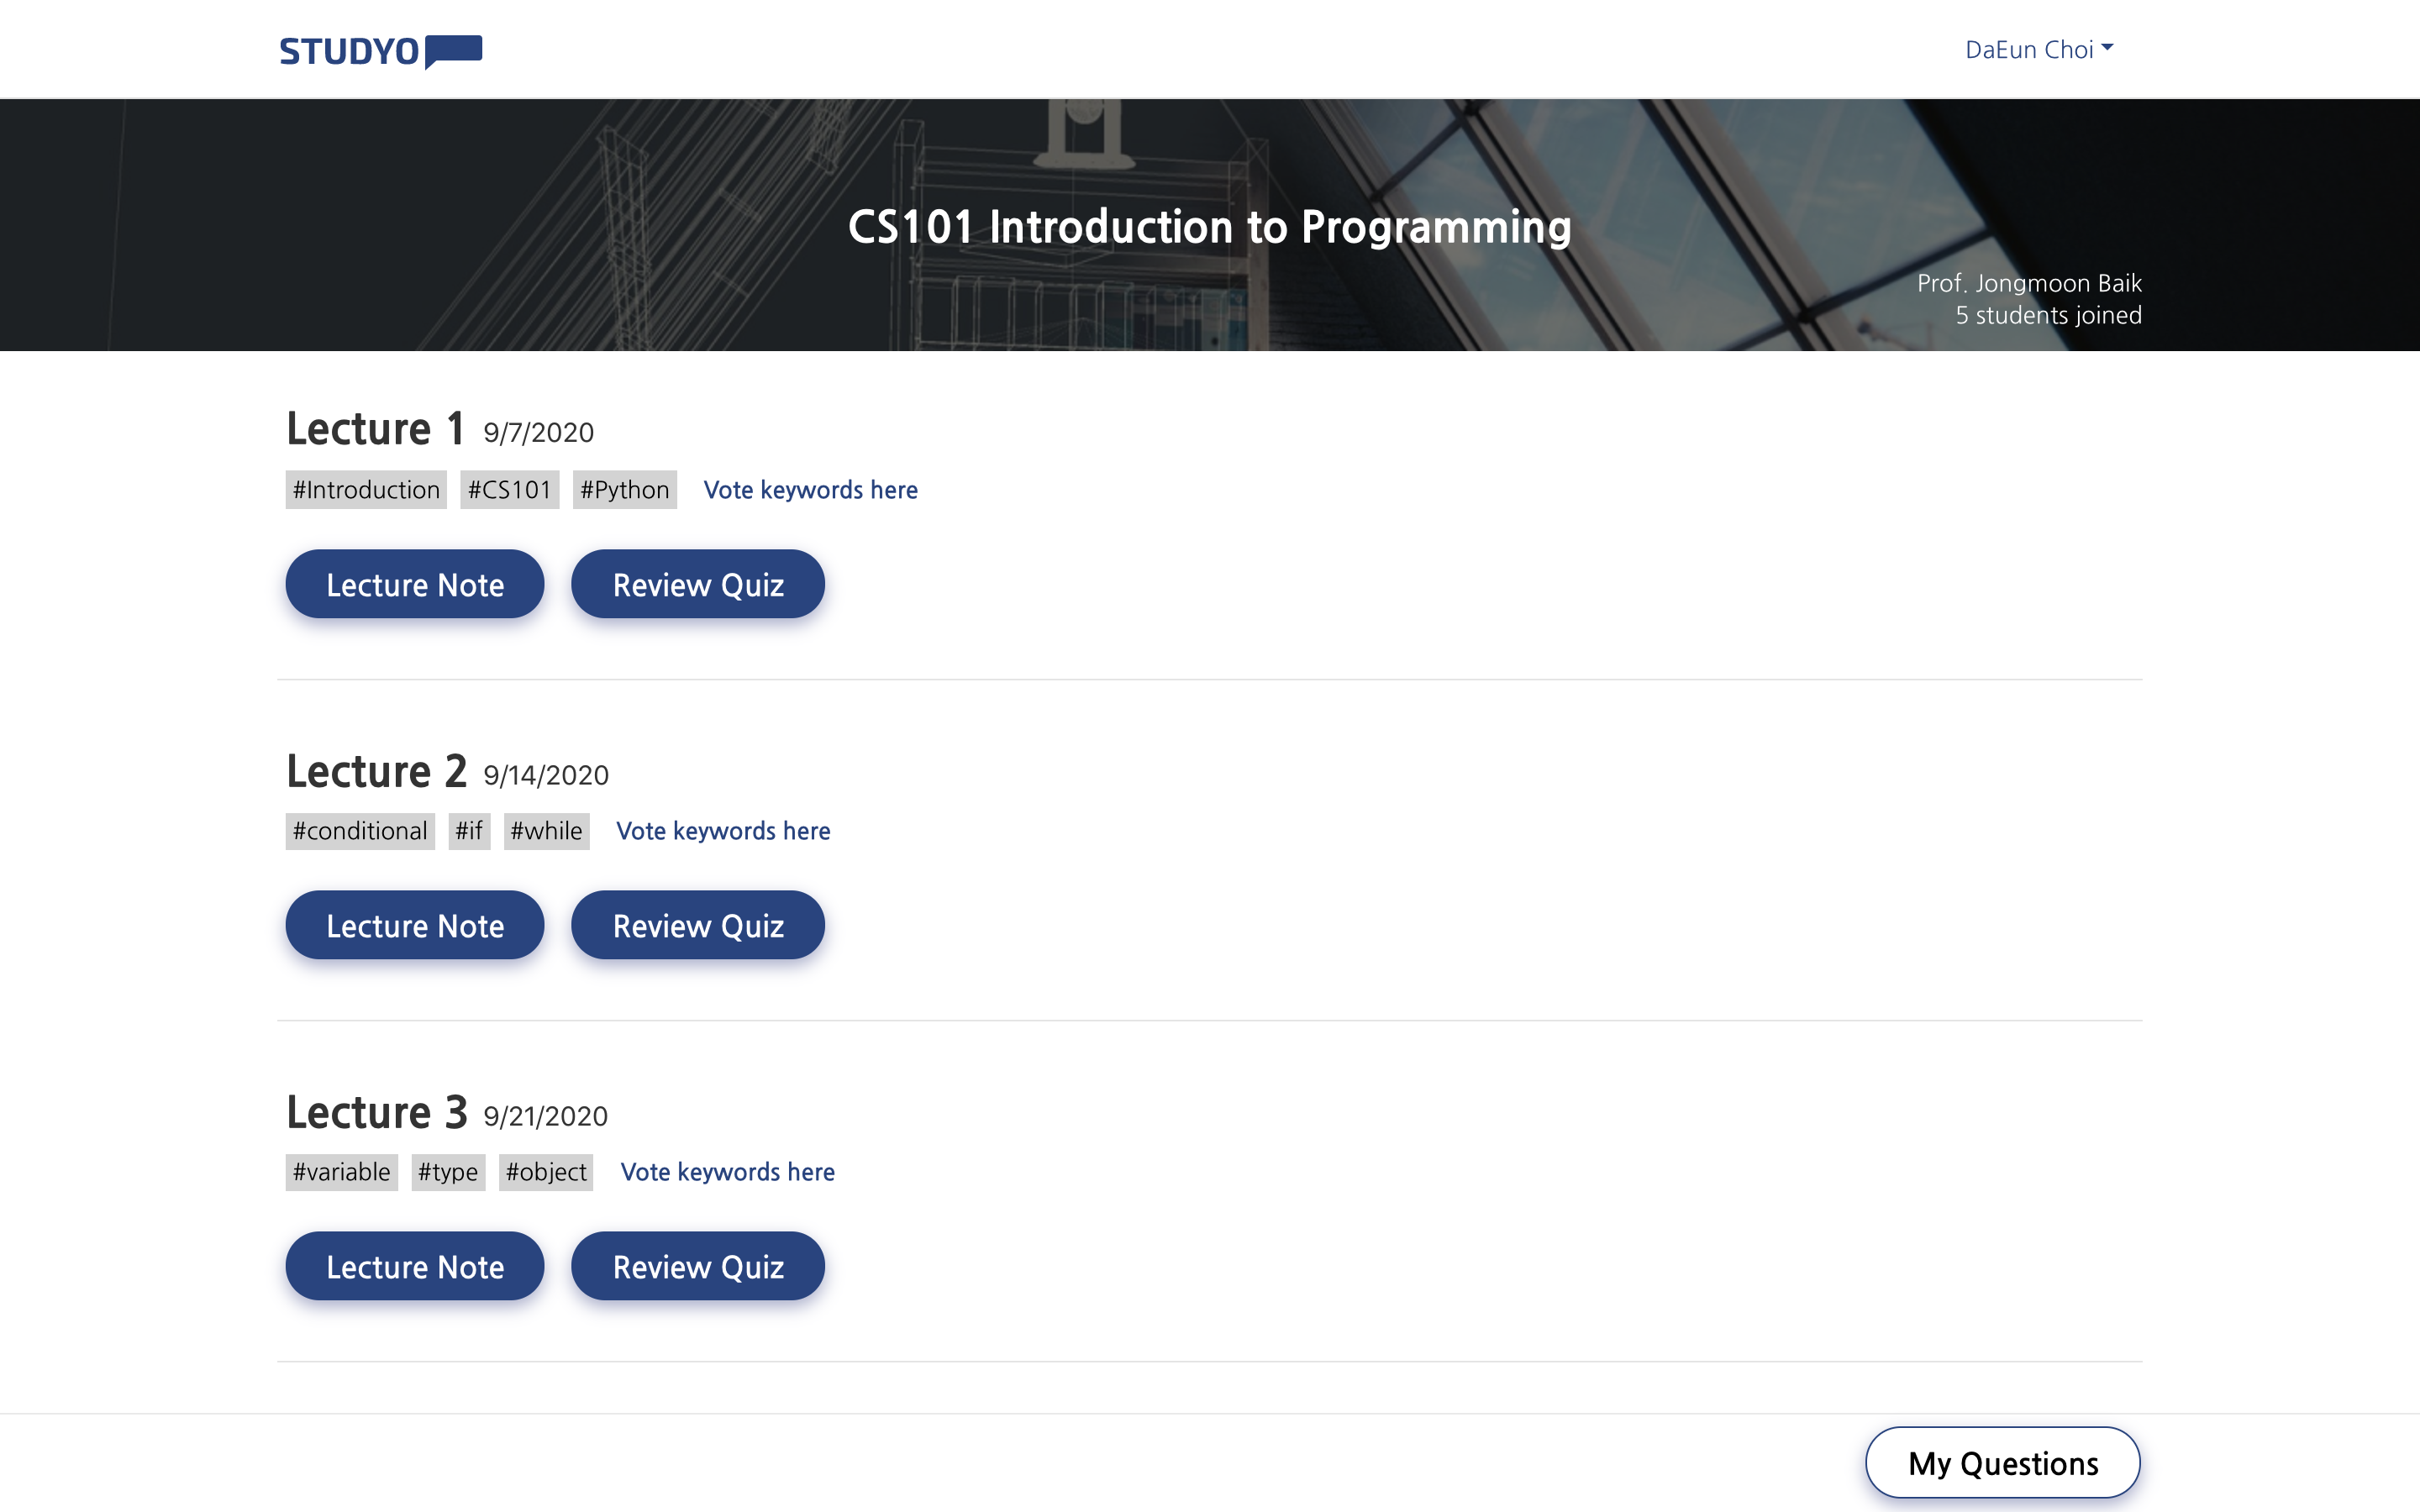 STUDYO
DaEun Choi
CS101 Introduction to Programming
Prof. Jongmoon Baik
5 students joined
Lecture 1 9/7/2020
#Introduction #CS101 #Python Vote keywords here
Lecture Note Review Quiz
Lecture 2 9/14/2020
#conditional #if #while Vote keywords here
Lecture Note Review Quiz
Lecture 3 9/21/2020
#variable #type #object Vote keywords here
Lecture Note Review Quiz
My Questions